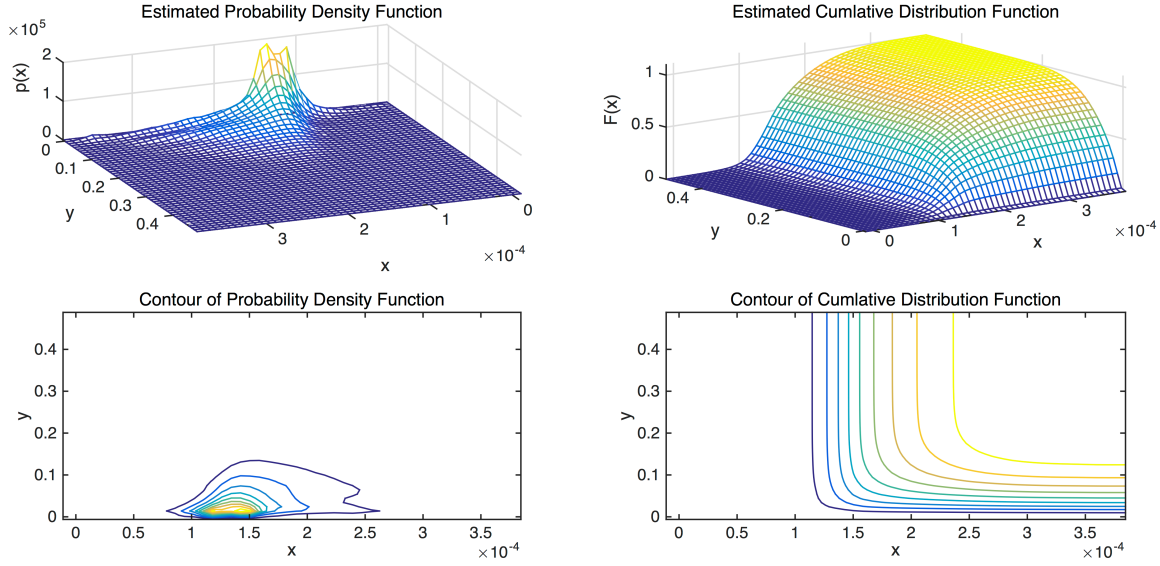 Estimated Probability Density Function
×10^5
2
1
0
p(x)
0
0.1
0.2
0.3
0.4
y
3
2
1
0
×10^-4
x
Estimated Cumlative Distribution Function
1
0.5
0
F(x)
0.4
0.2
0
y
0
1
2
3
×10^-4
x
Contour of Probability Density Function
0.4
0.3
0.2
0.1
0
y
0 0.5 1 1.5 2 2.5 3 3.5
x
×10^-4
Contour of Cumlative Distribution Function
0.4
0.3
0.2
0.1
0
y
0 0.5 1 1.5 2 2.5 3 3.5
x
×10^-4